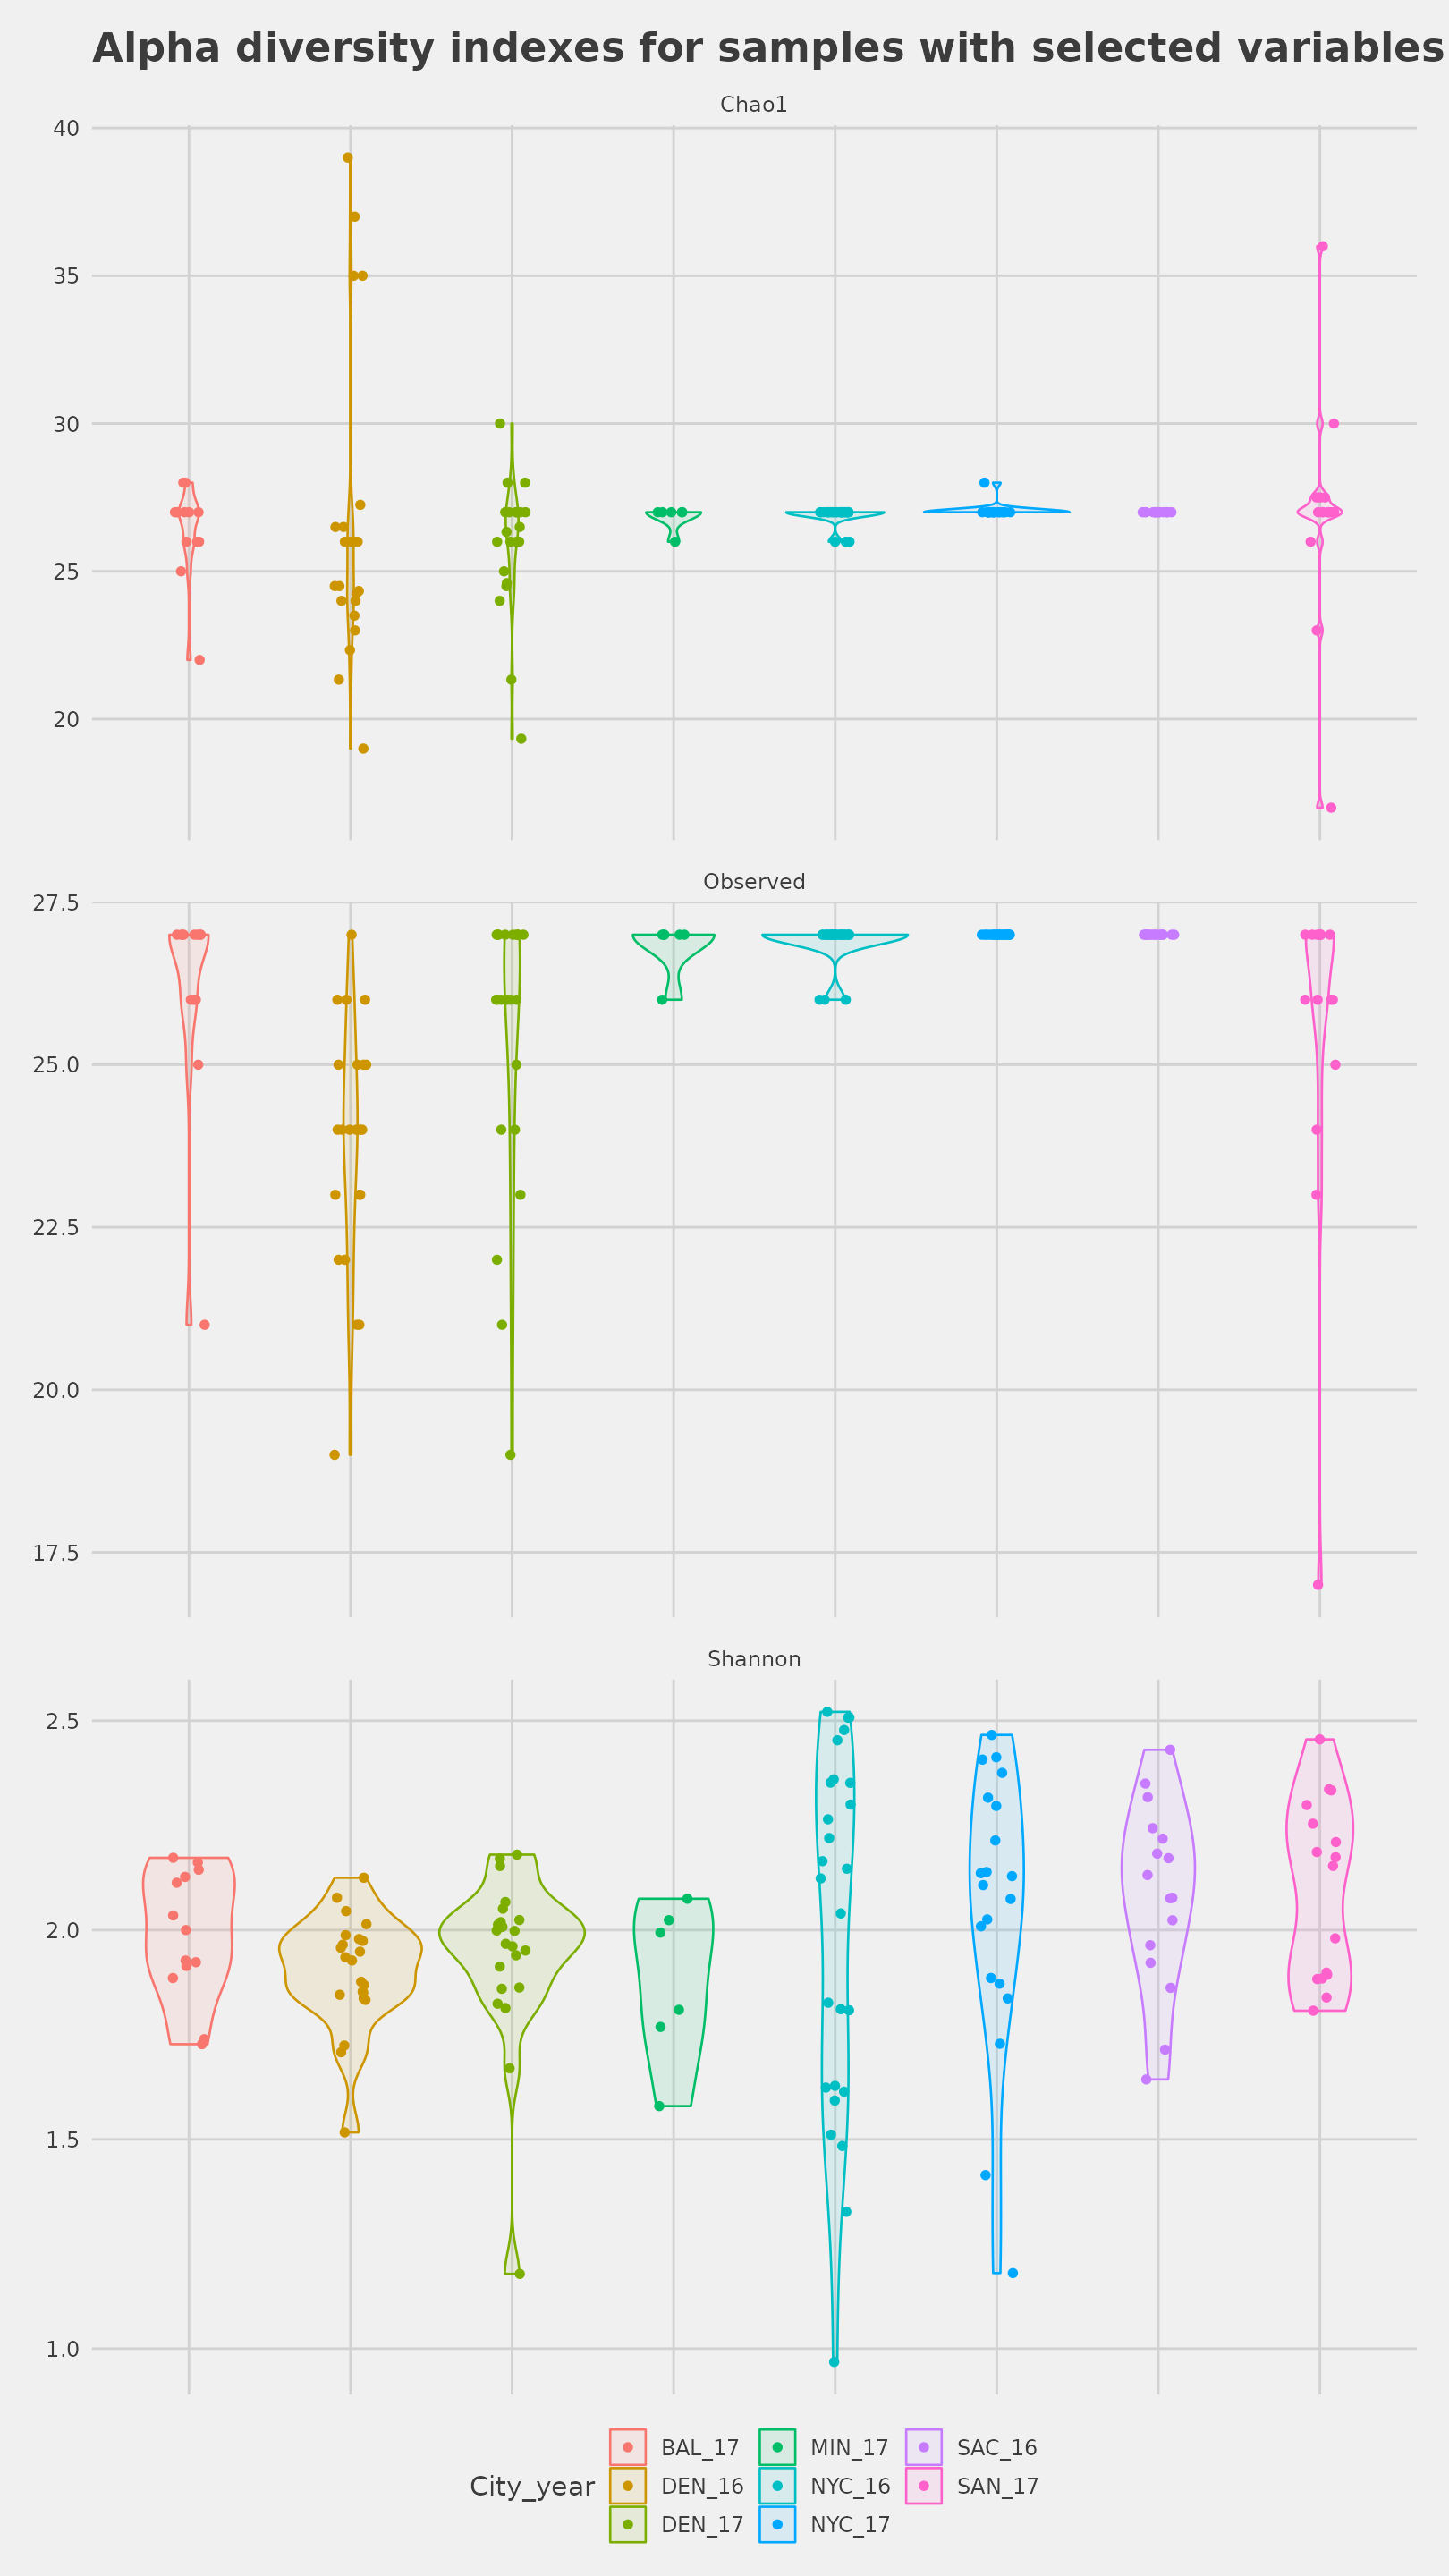 Alpha diversity indexes for samples with selected variables
Chao1
40
35
30
25
20
Observed
27.5
25.0
22.5
20.0
17.5
Shannon
2.5
2.0
1.5
1.0
City_year
BAL_17
DEN_16
DEN_17
MIN_17
NYC_16
NYC_17
SAC_16
SAN_17